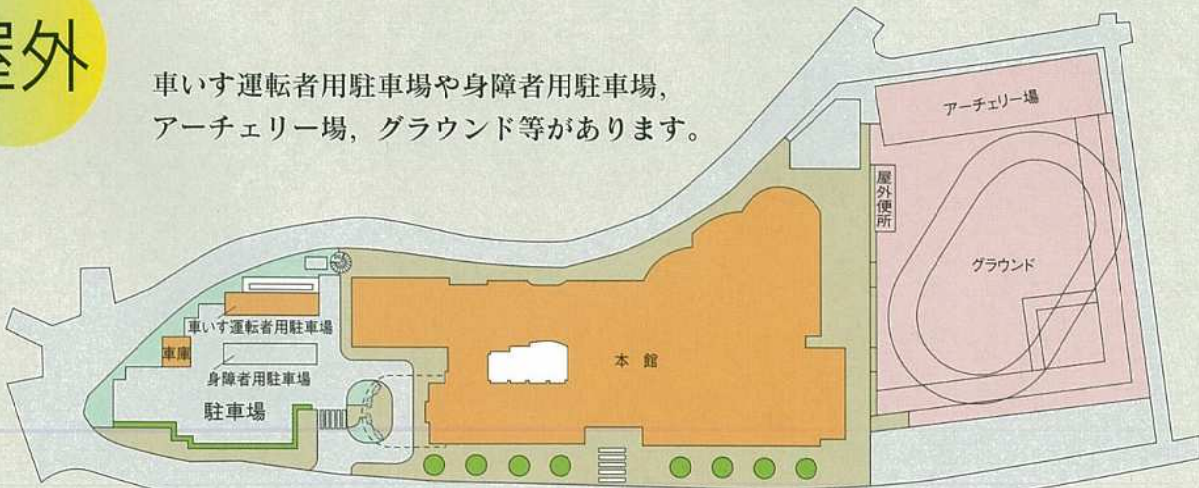 屋外
車いす運転者用駐車場や身障者用駐車場,
アーチェリー場, グラウンド等があります。
アーチェリー場
屋外便所
グラウンド
車いす運転者用駐車場
車庫
身障者用駐車場
駐車場
本館